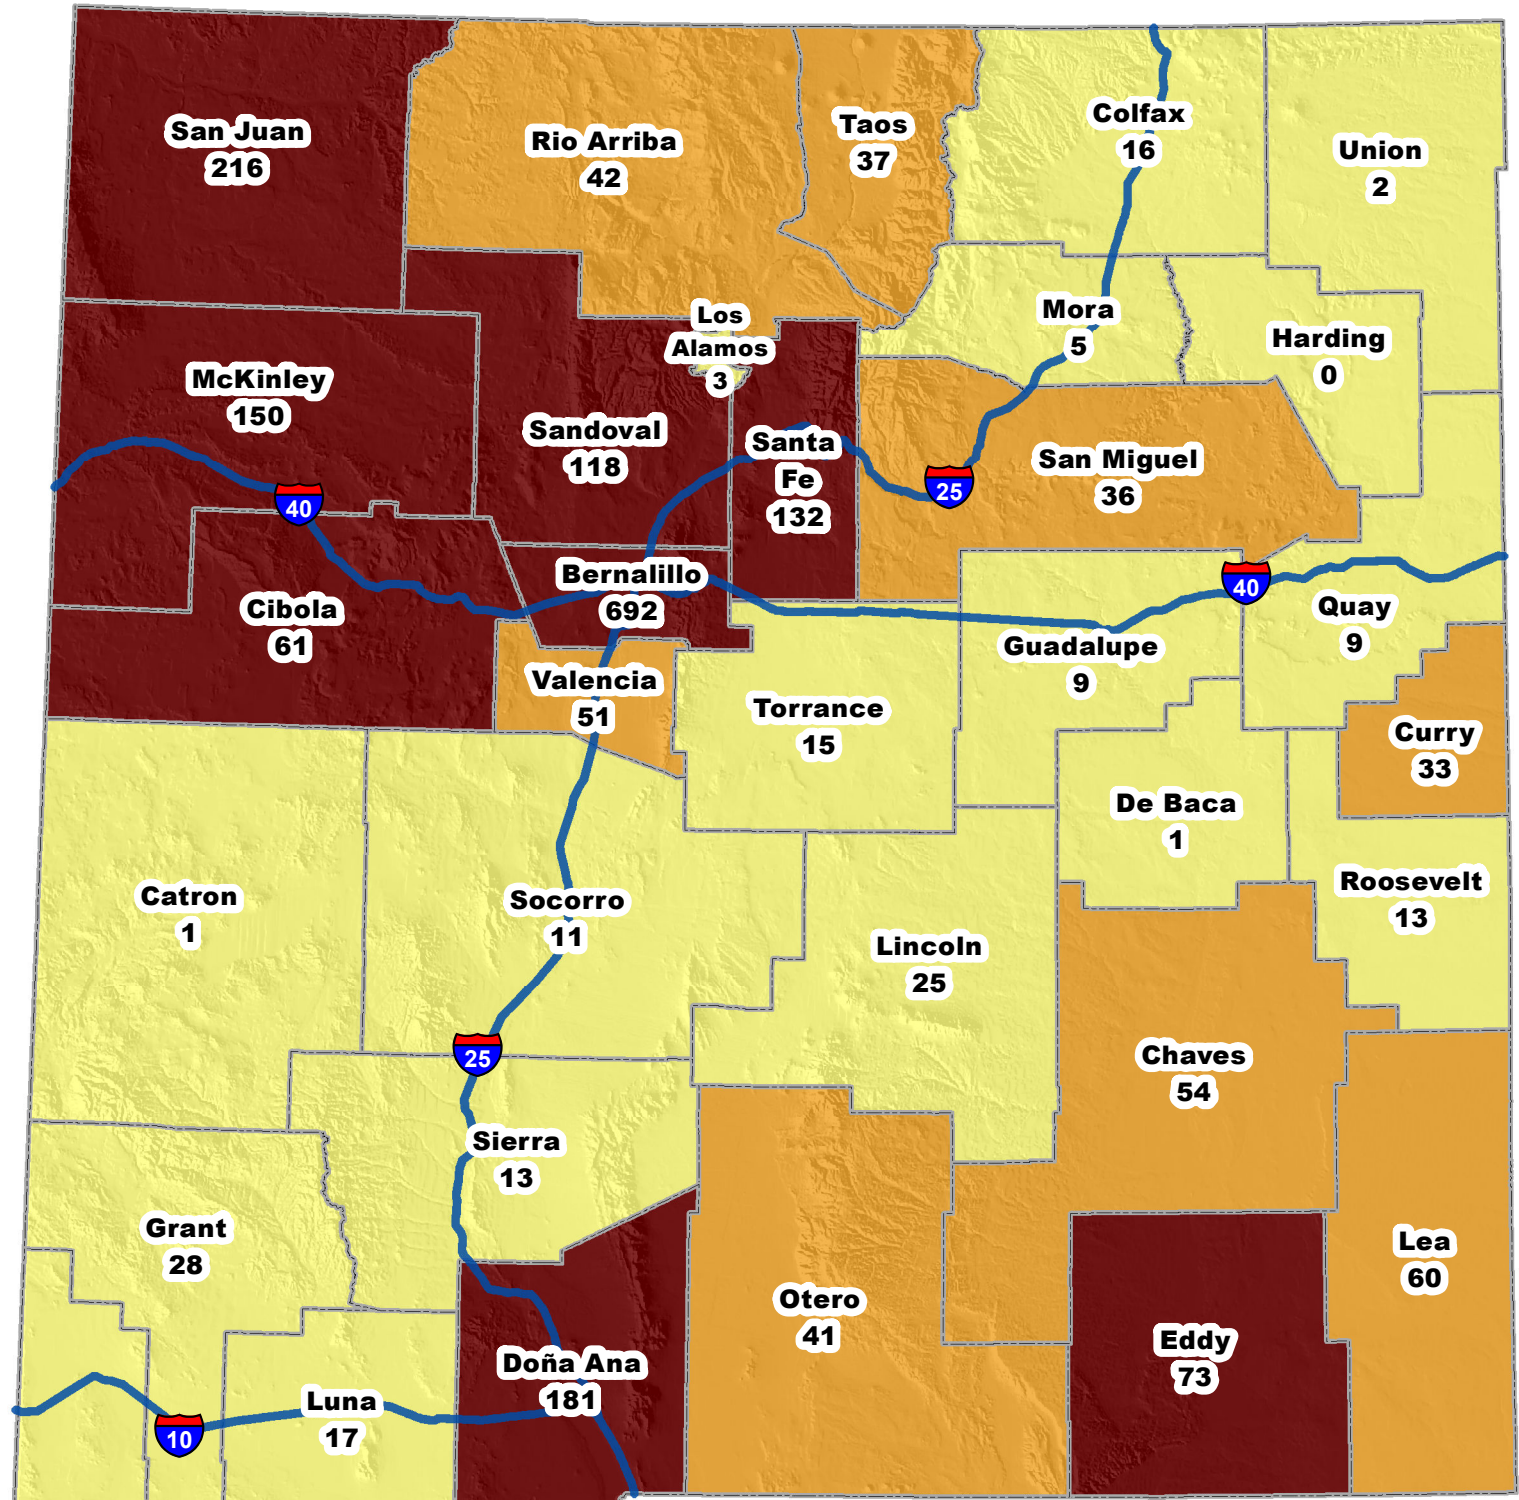 San Juan
216
Rio Arriba
42
Taos
37
Colfax
16
Union
2
Los
Alamos
3
Mora
5
Harding
0
McKinley
150
Sandoval
118
Santa
Fe
132
San Miguel
36
40
25
Bernalillo
692
40
Cibola
61
Quay
9
Guadalupe
9
Valencia
51
Torrance
15
Curry
33
De Baca
1
Roosevelt
13
Catron
1
Socorro
11
Lincoln
25
25
Chaves
54
Sierra
13
Grant
28
Lea
60
Otero
41
Eddy
73
Doña Ana
181
Luna
17
10